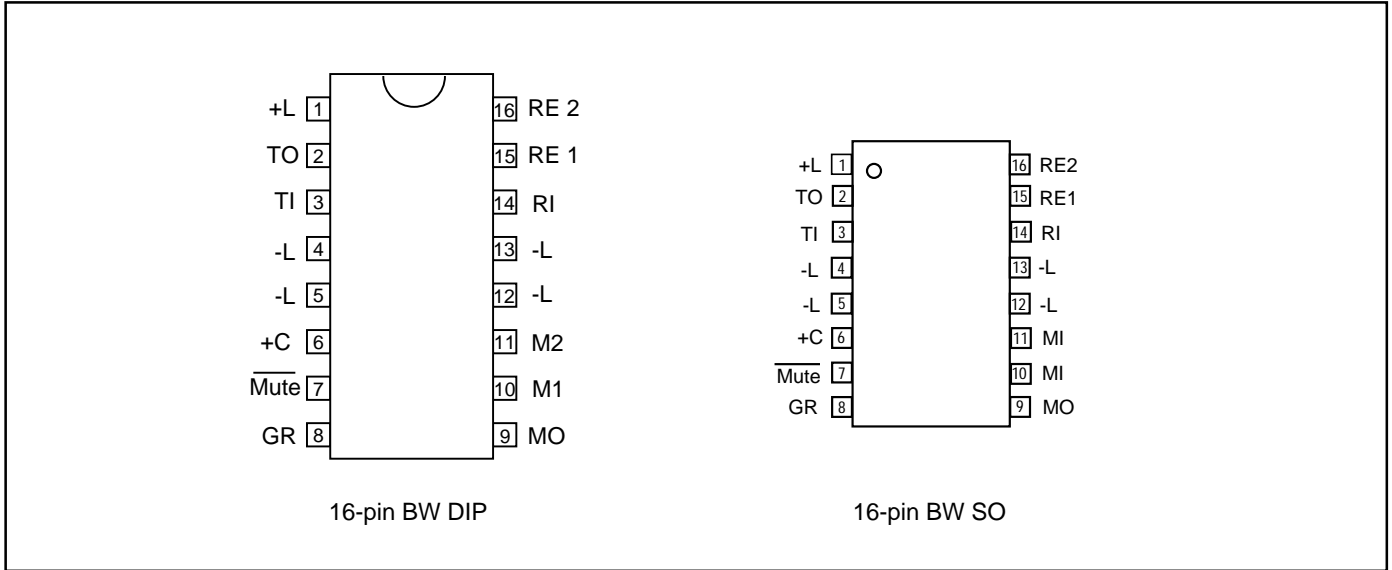 +L 1 16 RE 2
TO 2 15 RE 1
TI 3 14 RI
-L 4 13 -L
-L 5 12 -L
+C 6 11 M2
Mute 7 10 M1
GR 8 9 MO
16-pin BW DIP
+L 1 16 RE2
TO 2 15 RE1
TI 3 14 RI
-L 4 13 -L
-L 5 12 -L
+C 6 11 MI
Mute 7 10 MI
GR 8 9 MO
16-pin BW SO